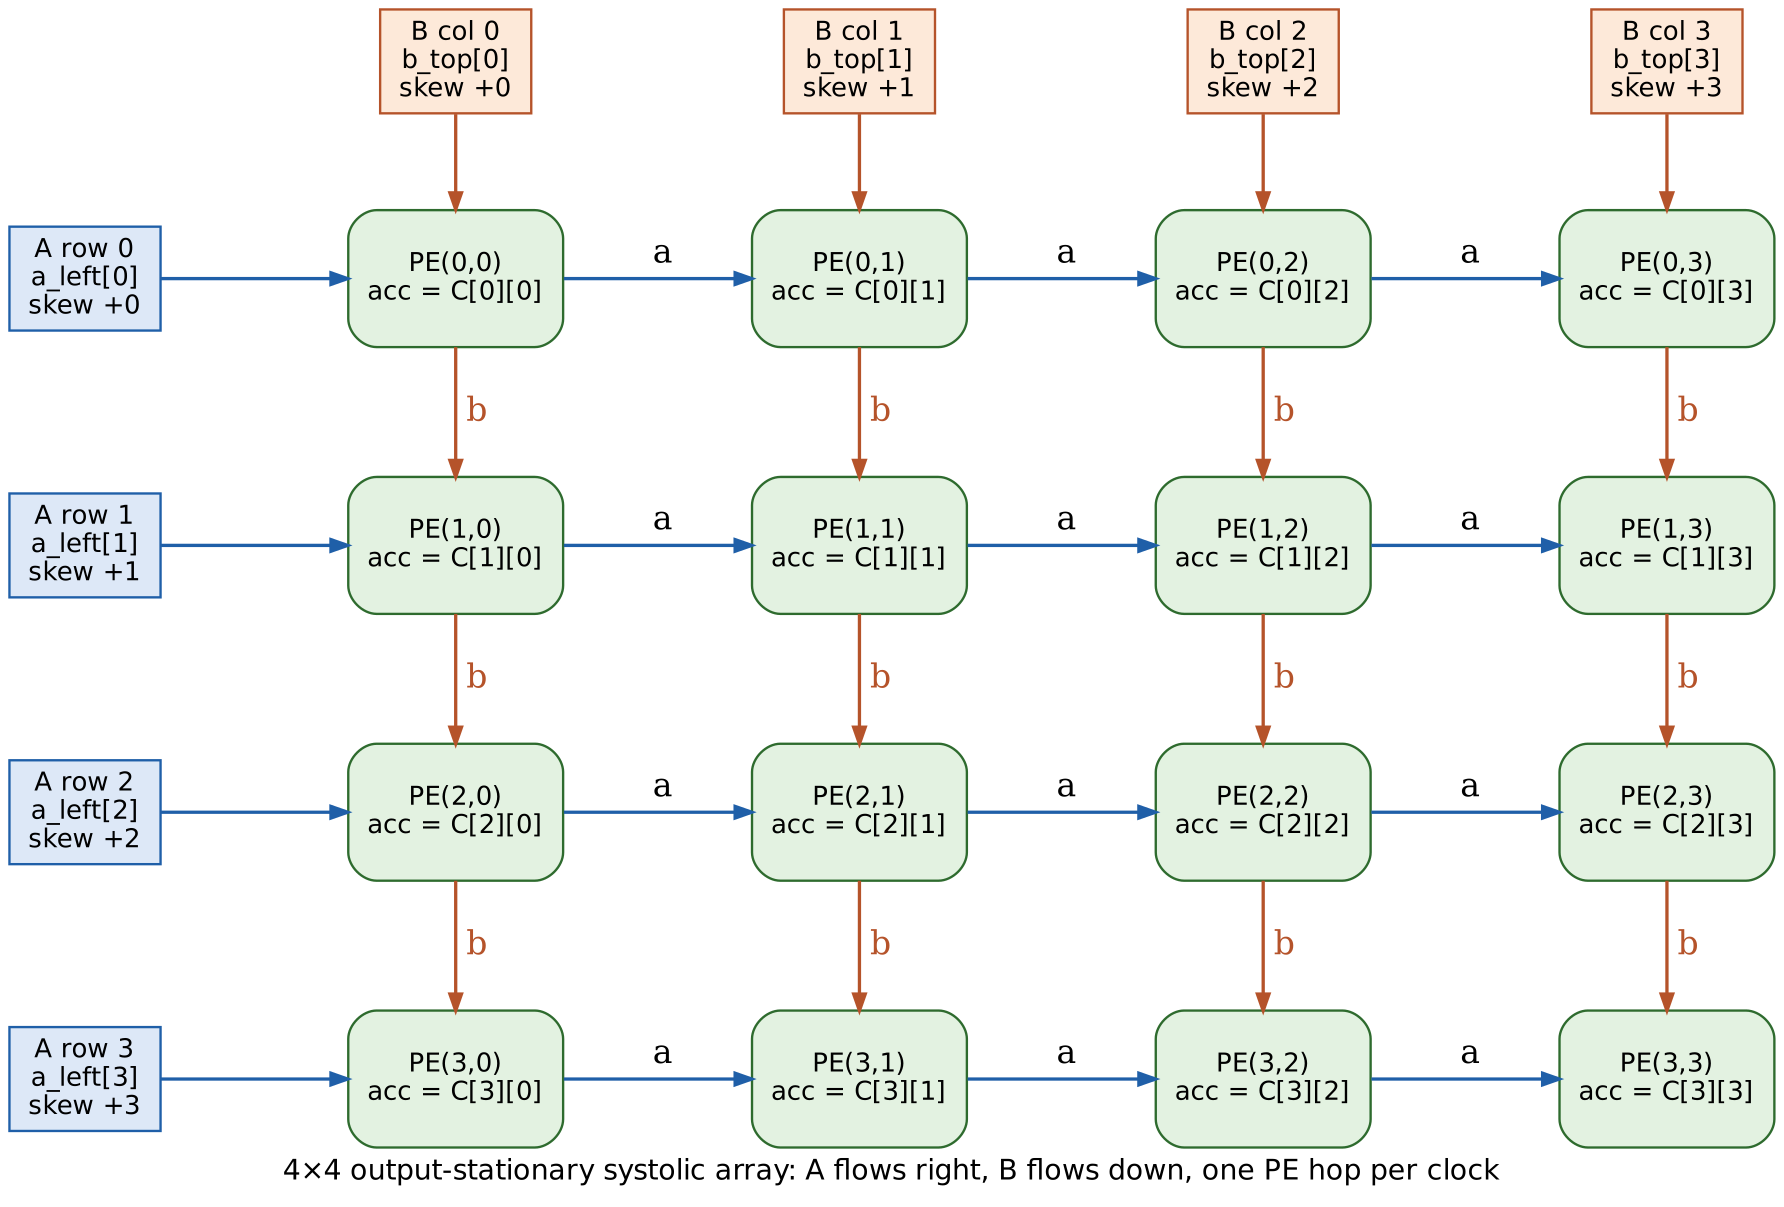 B col 0
b_top[0]
skew +0
B col 1
b_top[1]
skew +1
B col 2
b_top[2]
skew +2
B col 3
b_top[3]
skew +3
A row 0
a_left[0]
skew +0
PE(0,0)
acc = C[0][0]
a
PE(0,1)
acc = C[0][1]
a
PE(0,2)
acc = C[0][2]
a
PE(0,3)
acc = C[0][3]
b
b
b
b
A row 1
a_left[1]
skew +1
PE(1,0)
acc = C[1][0]
a
PE(1,1)
acc = C[1][1]
a
PE(1,2)
acc = C[1][2]
a
PE(1,3)
acc = C[1][3]
b
b
b
b
A row 2
a_left[2]
skew +2
PE(2,0)
acc = C[2][0]
a
PE(2,1)
acc = C[2][1]
a
PE(2,2)
acc = C[2][2]
a
PE(2,3)
acc = C[2][3]
b
b
b
b
A row 3
a_left[3]
skew +3
PE(3,0)
acc = C[3][0]
a
PE(3,1)
acc = C[3][1]
a
PE(3,2)
acc = C[3][2]
a
PE(3,3)
acc = C[3][3]
4×4 output-stationary systolic array: A flows right, B flows down, one PE hop per clock